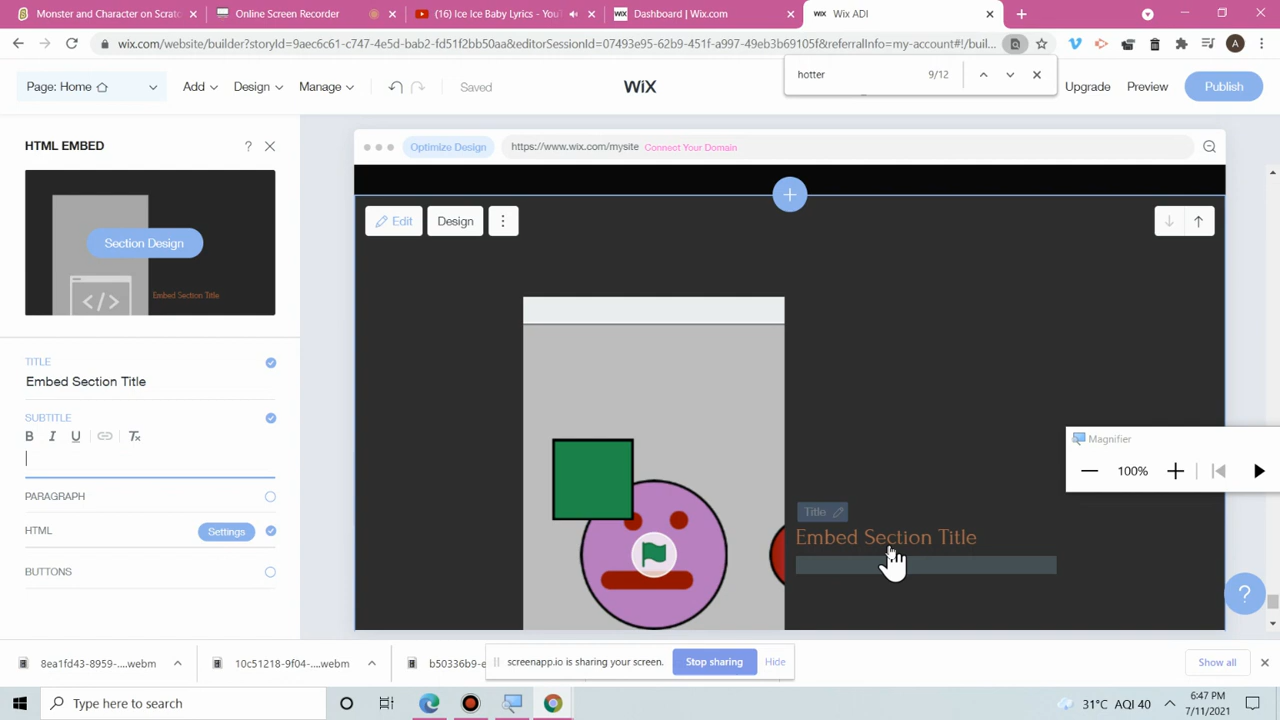 Monster and Character on Scratc
Online Screen Recorder
(16) Ice Ice Baby Lyrics - You
Dashboard | Wix.com
Wix ADI
wix.com/website/builder?storyId=9aec6c61-c747-4e5d-bab2-fd51f2bb50aa&editorSessionId=07493e95-62b9-451f-a997-49eb3b69105f&referralInfo=my-account#!/buil...
A
hotter 9/12
Page: Home
Add
Design
Manage
Saved
WiX
Upgrade
Preview
Publish
HTML EMBED ?
Optimize Design
https://www.wix.com/mysite Connect Your Domain
Edit
Design
Section Design
</>
Embed Section Title
TITLE
Embed Section Title
SUBTITLE
B I U Tx
PARAGRAPH
HTML Settings
BUTTONS
Magnifier
100%
Title
Embed Section Title
?
8ea1fd43-8959-....webm
10c51218-9f04-....webm
b50336b9-e
screenapp.io is sharing your screen.
Stop sharing
Hide
Show all
Type here to search
31°C AQI 40
6:47 PM
7/11/2021